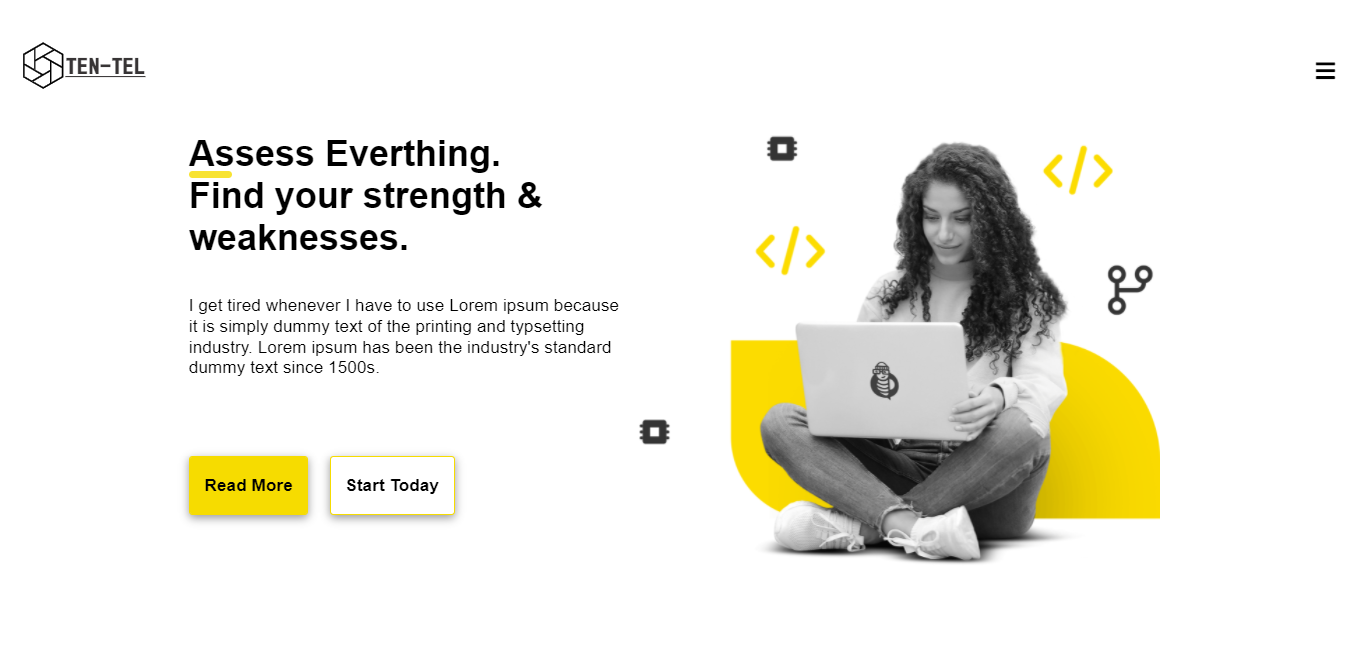 TEN-TEL
Assess Everthing.
Find your strength &
weaknesses.
I get tired whenever I have to use Lorem ipsum because
it is simply dummy text of the printing and typsetting
industry. Lorem ipsum has been the industry's standard
dummy text since 1500s.
Read More
Start Today